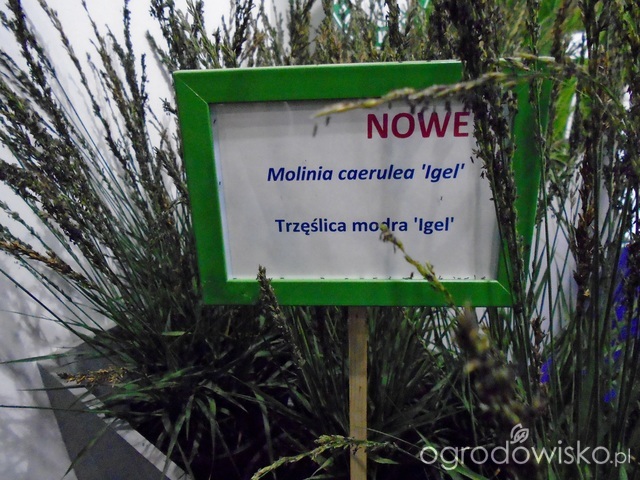 NOWE
Molinia caerulea 'Igel'
Trzęślica modra 'Igel'
ogrodowisko.pl